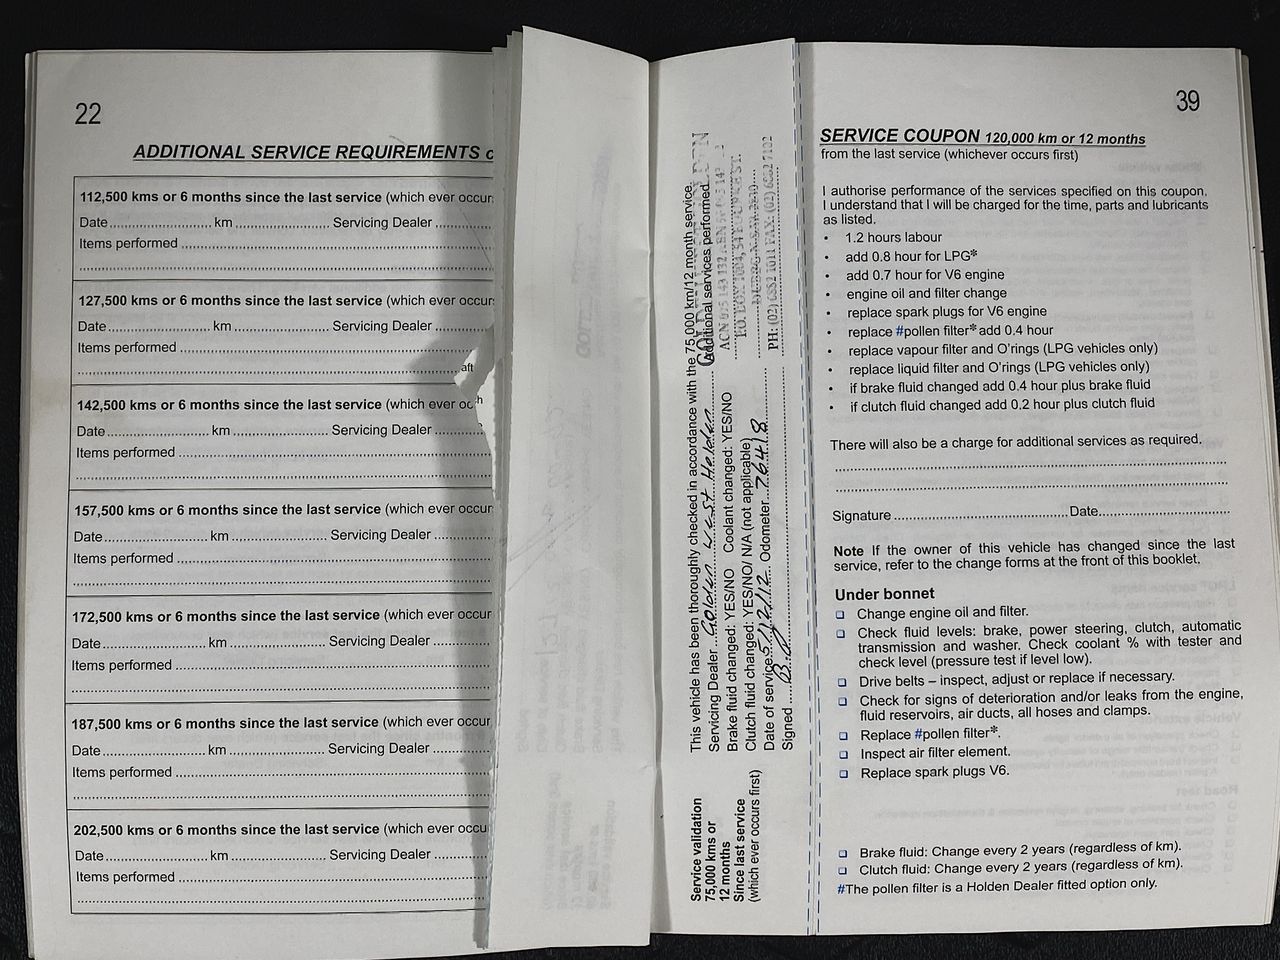 22
ADDITIONAL SERVICE REQUIREMENTS
112,500 kms or 6 months since the last service (which ever occur
Date.................... km .................... Servicing Dealer ............
Items performed ............................................................
............................................................
127,500 kms or 6 months since the last service (which ever occur
Date.................... km .................... Servicing Dealer ............
Items performed ............................................................
............................................................
aft
142,500 kms or 6 months since the last service (which ever oc
h
Date.................... km .................... Servicing Dealer ............
Items performed ............................................................
............................................................
157,500 kms or 6 months since the last service (which ever occur
Date.................... km .................... Servicing Dealer ............
Items performed ............................................................
............................................................
172,500 kms or 6 months since the last service (which ever occur
Date.................... km .................... Servicing Dealer ............
Items performed ............................................................
............................................................
187,500 kms or 6 months since the last service (which ever occur
Date.................... km .................... Servicing Dealer ............
Items performed ............................................................
............................................................
202,500 kms or 6 months since the last service (which ever occu
Date.................... km .................... Servicing Dealer ............
Items performed ............................................................
............................................................
Service validation
75,000 kms or
12 months
Since last service
(which ever occurs first)
This vehicle has been thoroughly checked in accordance with the 75,000 km/12 month service.
Servicing Dealer ... Golden West Holden ... Additional services performed
Brake fluid changed: YES/NO Coolant changed: YES/NO
Clutch fluid changed: YES/NO/ N/A (not applicable)
Date of service 5/12/12 Odometer 76418
Signed
PH: (02) 6882 1011 FAX: (02) 6882 7122
39
SERVICE COUPON 120,000 km or 12 months
from the last service (whichever occurs first)
I authorise performance of the services specified on this coupon.
I understand that I will be charged for the time, parts and lubricants
as listed.
• 1.2 hours labour
• add 0.8 hour for LPG*
• add 0.7 hour for V6 engine
• engine oil and filter change
• replace spark plugs for V6 engine
• replace #pollen filter* add 0.4 hour
• replace vapour filter and O'rings (LPG vehicles only)
• replace liquid filter and O'rings (LPG vehicles only)
• if brake fluid changed add 0.4 hour plus brake fluid
• if clutch fluid changed add 0.2 hour plus clutch fluid
There will also be a charge for additional services as required.
............................................................
............................................................
Signature ........................................Date..............................
Note If the owner of this vehicle has changed since the last
service, refer to the change forms at the front of this booklet.
Under bonnet
❑ Change engine oil and filter.
❑ Check fluid levels: brake, power steering, clutch, automatic
transmission and washer. Check coolant % with tester and
check level (pressure test if level low).
❑ Drive belts – inspect, adjust or replace if necessary.
❑ Check for signs of deterioration and/or leaks from the engine,
fluid reservoirs, air ducts, all hoses and clamps.
❑ Replace #pollen filter*.
❑ Inspect air filter element.
❑ Replace spark plugs V6.
❑ Brake fluid: Change every 2 years (regardless of km).
❑ Clutch fluid: Change every 2 years (regardless of km).
#The pollen filter is a Holden Dealer fitted option only.